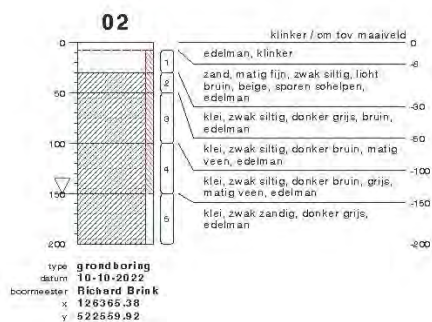 02
klinker / om tov maaiveld
0 0
edelman, klinker
1 -8
zand, matig fijn, zwak siltig, licht
bruin, beige, sporen schelpen,
edelman
2 -30
50 klei, zwak siltig, donker grijs, bruin,
edelman
3 -50
klei, zwak siltig, donker bruin, matig
veen, edelman
100 -100
klei, zwak siltig, donker bruin, grijs,
matig veen, edelman
4
150 -150
klei, zwak zandig, donker grijs,
edelman
5
200 -200
type grondboring
datum 10-10-2022
boormeester Richard Brink
x 126365.38
y 522559.92